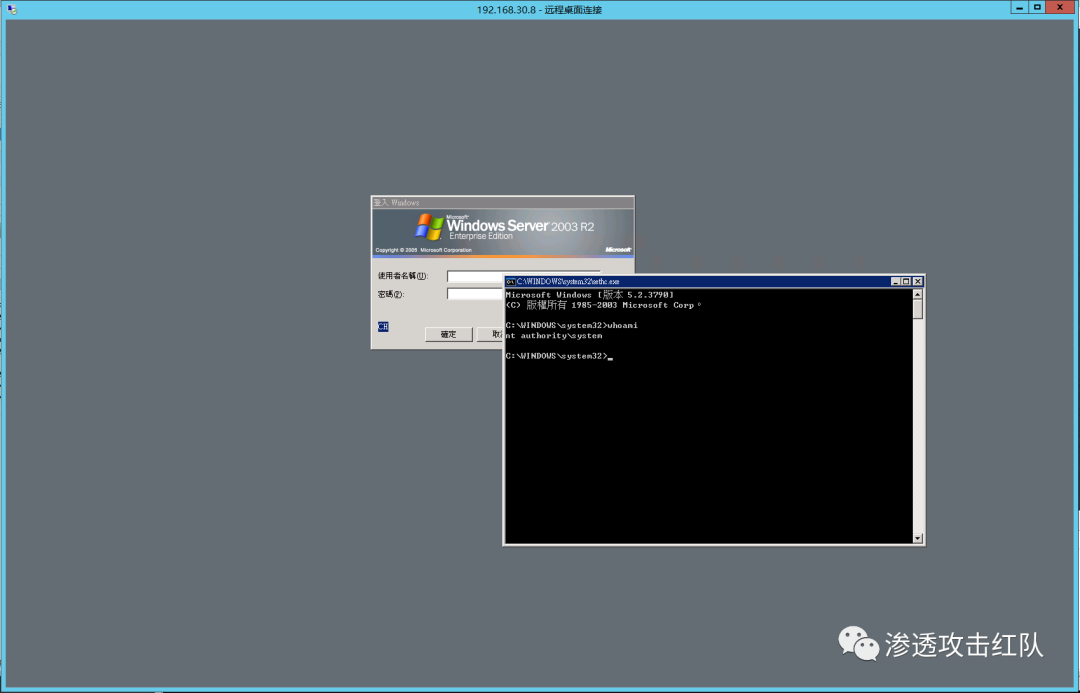 192.168.30.8 - 远程桌面连接
登入 Windows
Microsoft
Windows Server 2003 R2
Enterprise Edition
Copyright © 2005 Microsoft Corporation
Microsoft
使用者名稱(U):
密碼(P):
CH
確定
C:\WINDOWS\system32\sethc.exe
Microsoft Windows [版本 5.2.3790]
(C) 版權所有 1985-2003 Microsoft Corp。
C:\WINDOWS\system32>whoami
nt authority\system
C:\WINDOWS\system32>_
渗透攻击红队